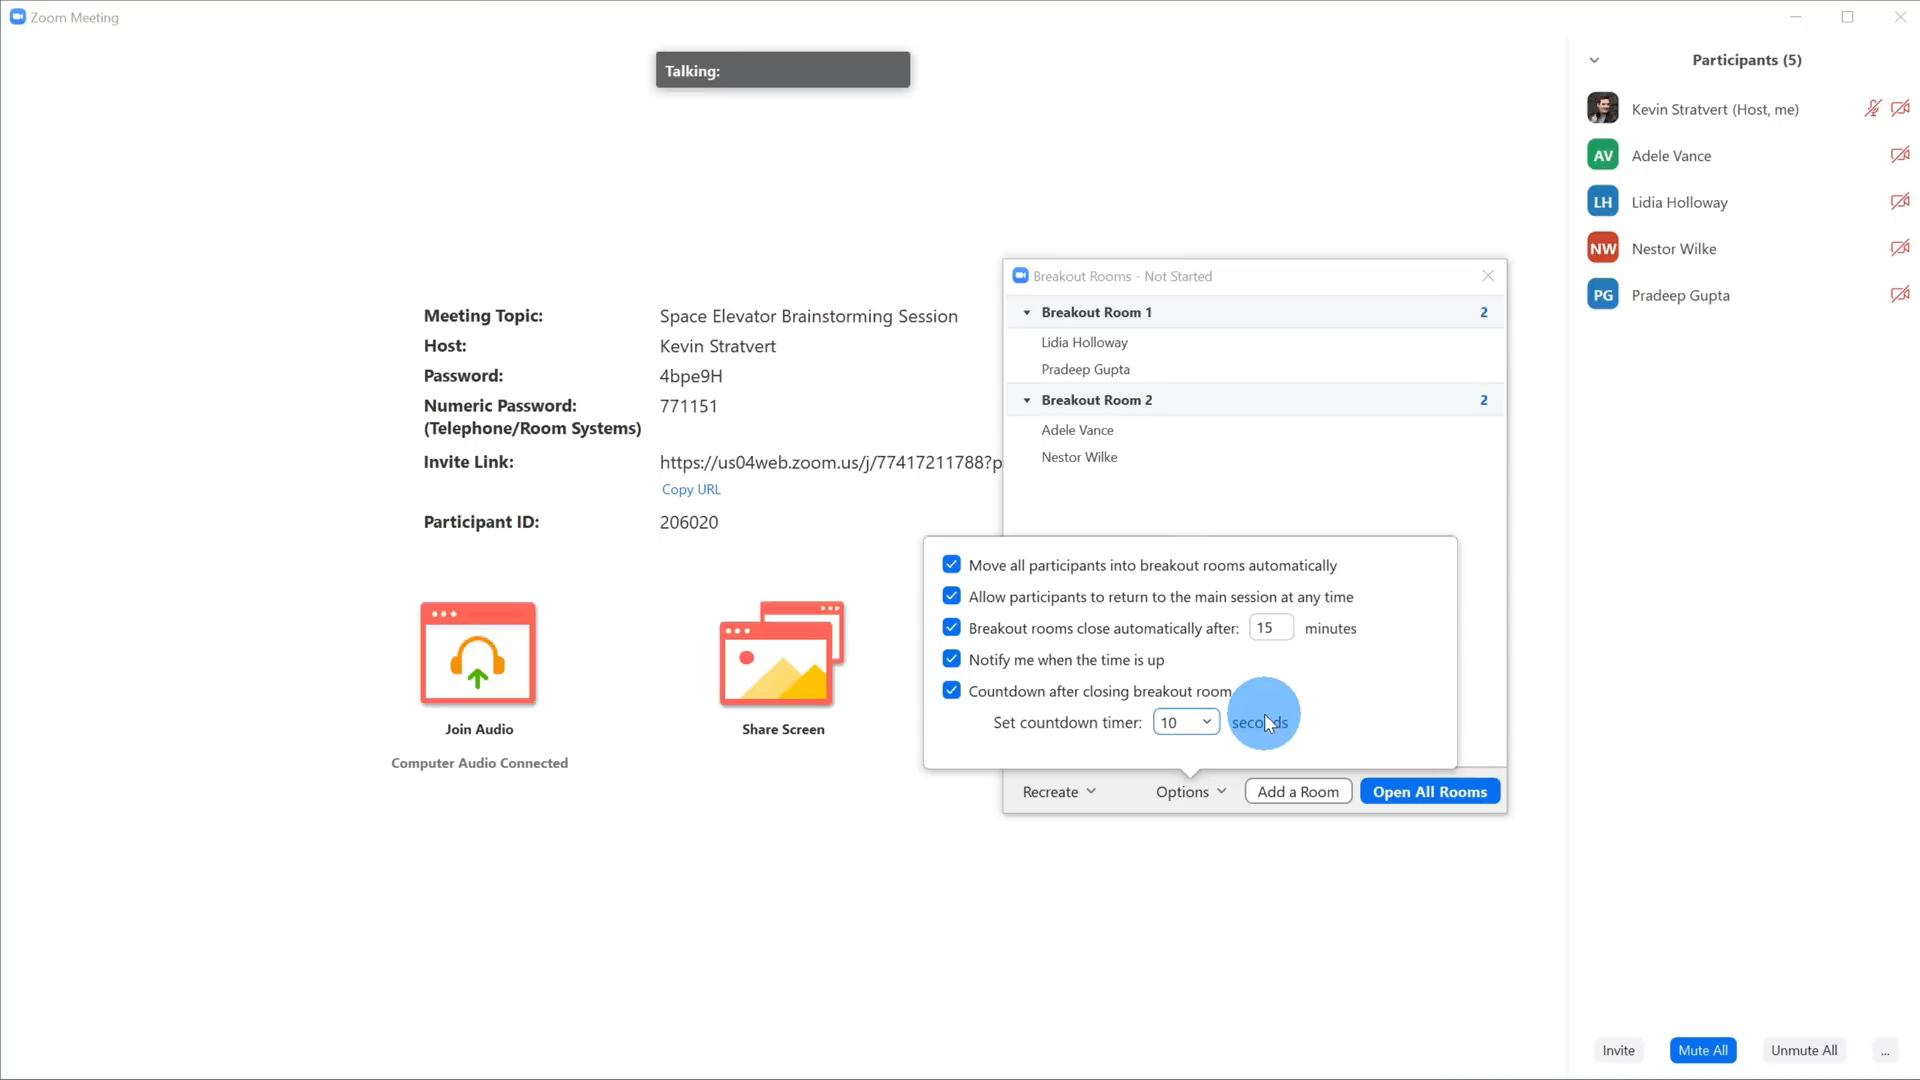 Zoom Meeting
Talking:
Participants (5)
Kevin Stratvert (Host, me)
AV Adele Vance
LH Lidia Holloway
NW Nestor Wilke
PG Pradeep Gupta
Meeting Topic: Space Elevator Brainstorming Session
Host: Kevin Stratvert
Password: 4bpe9H
Numeric Password: 771151
(Telephone/Room Systems)
Invite Link: https://us04web.zoom.us/j/77417211788?p
Copy URL
Participant ID: 206020
Join Audio
Computer Audio Connected
Share Screen
Breakout Rooms - Not Started
Breakout Room 1 2
Lidia Holloway
Pradeep Gupta
Breakout Room 2 2
Adele Vance
Nestor Wilke
Move all participants into breakout rooms automatically
Allow participants to return to the main session at any time
Breakout rooms close automatically after: 15 minutes
Notify me when the time is up
Countdown after closing breakout room
Set countdown timer: 10 seconds
Recreate Options Add a Room Open All Rooms
Invite Mute All Unmute All ...